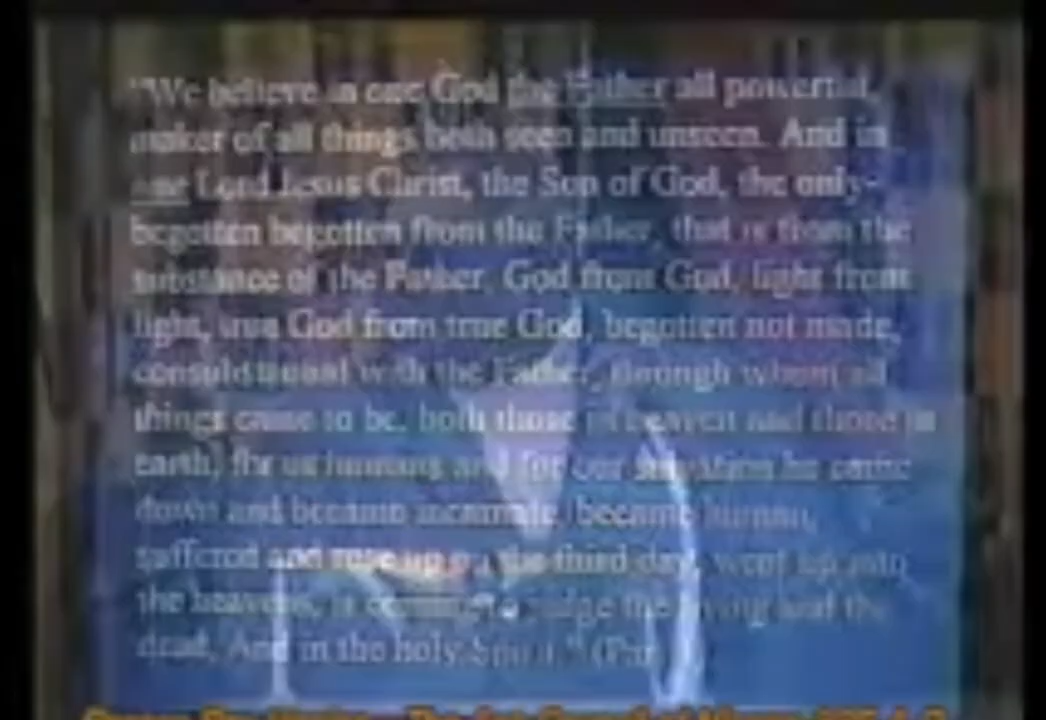 "We believe in one God the Father all powerful,
maker of all things both seen and unseen. And in
one Lord Jesus Christ, the Son of God, the only-
begotten begotten from the Father, that is from the
substance of the Father, God from God, light from
light, true God from true God, begotten not made,
consubstantial with the Father, through whom all
things came to be, both those in heaven and those in
earth, for us humans and for our salvation he came
down and became incarnate, became human,
suffered and rose up on the third day, went up into
the heavens, is coming to judge the living and the
dead. And in the holy Spirit." (